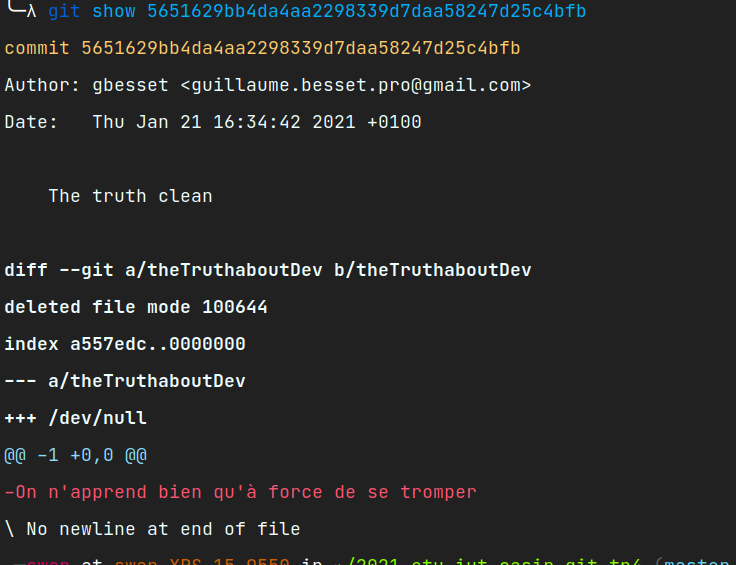 ╰─λ git show 5651629bb4da4aa2298339d7daa58247d25c4bfb
commit 5651629bb4da4aa2298339d7daa58247d25c4bfb
Author: gbesset <guillaume.besset.pro@gmail.com>
Date:   Thu Jan 21 16:34:42 2021 +0100
    The truth clean
diff --git a/theTruthaboutDev b/theTruthaboutDev
deleted file mode 100644
index a557edc..0000000
--- a/theTruthaboutDev
+++ /dev/null
@@ -1 +0,0 @@
-On n'apprend bien qu'à force de se tromper
\ No newline at end of file
at in